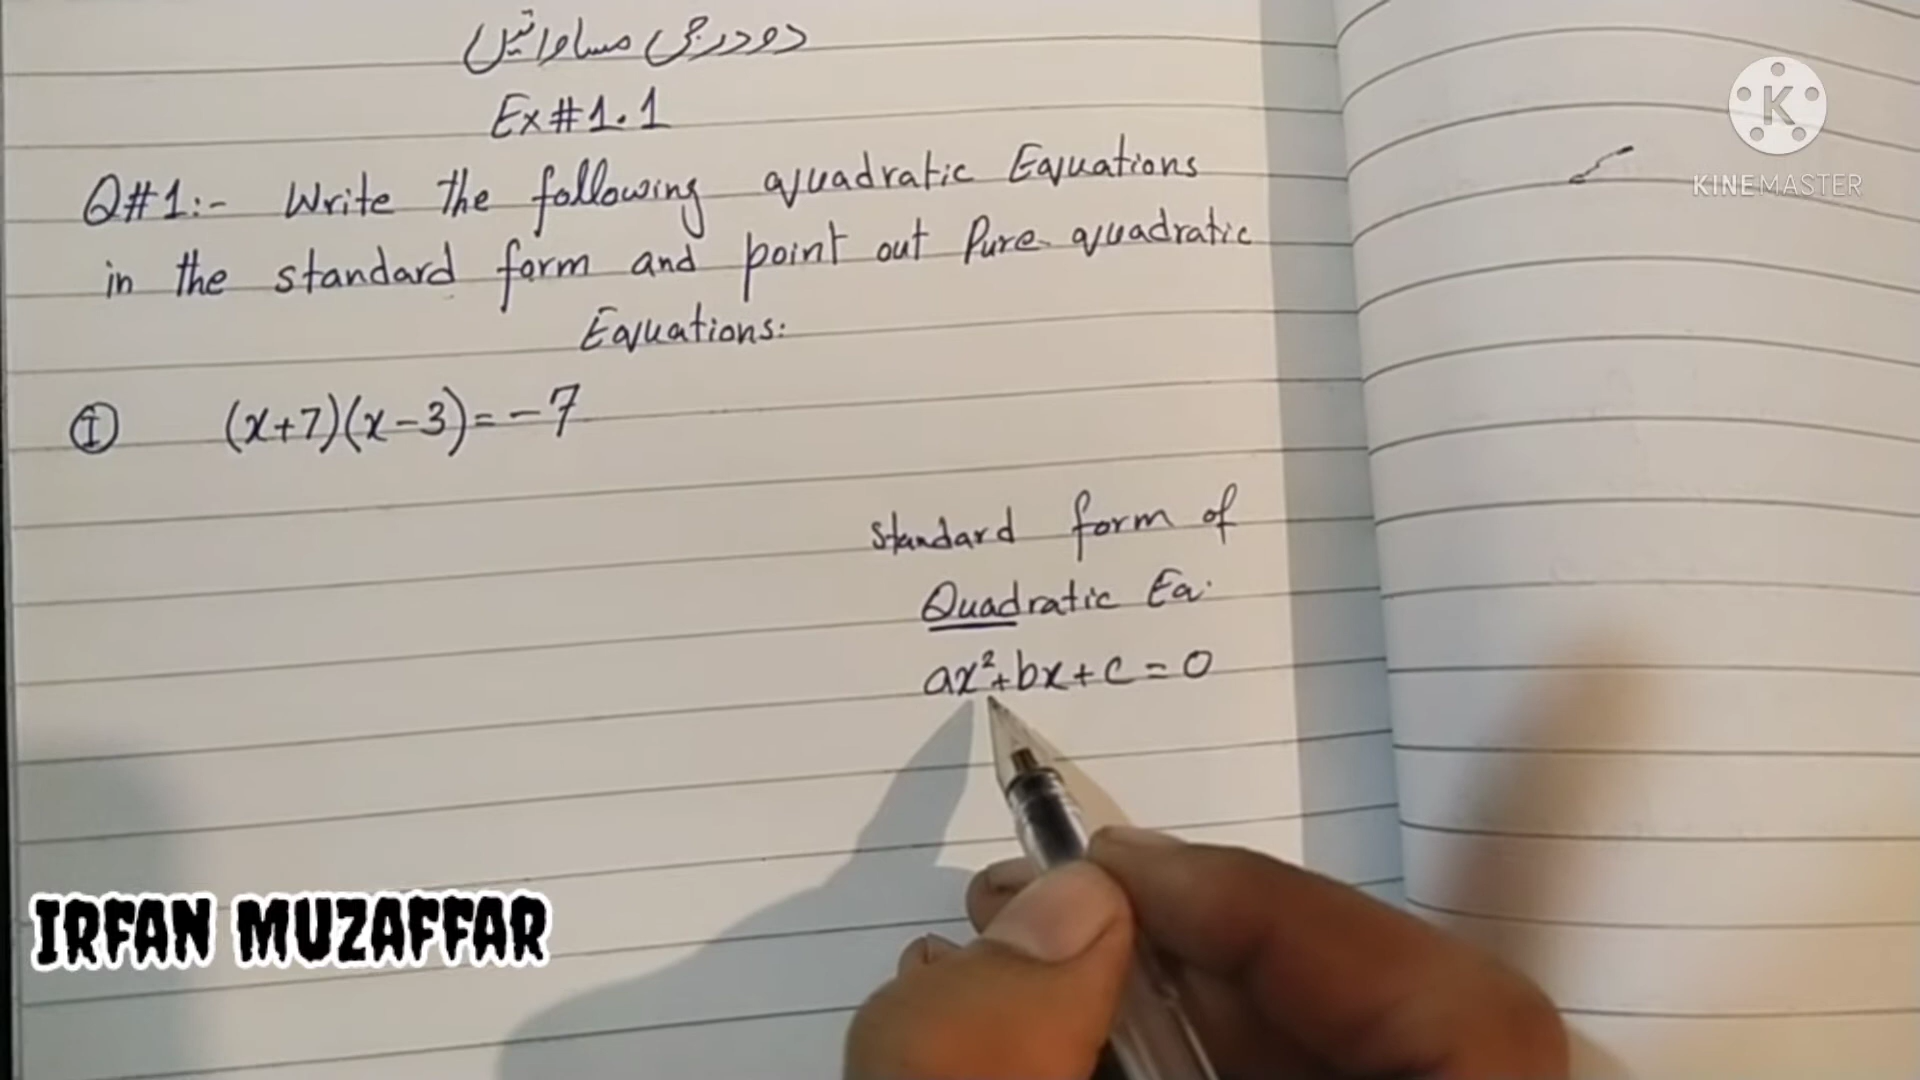 دو درجی مساواتیں
Ex#1.1
Q#1:- Write the following quadratic Equations
in the standard form and point out Pure quadratic
Equations:
I (x+7)(x-3)=-7
Standard form of
Quadratic Eq.
ax²+bx+c=0
K
KINEMASTER
IRFAN MUZAFFAR